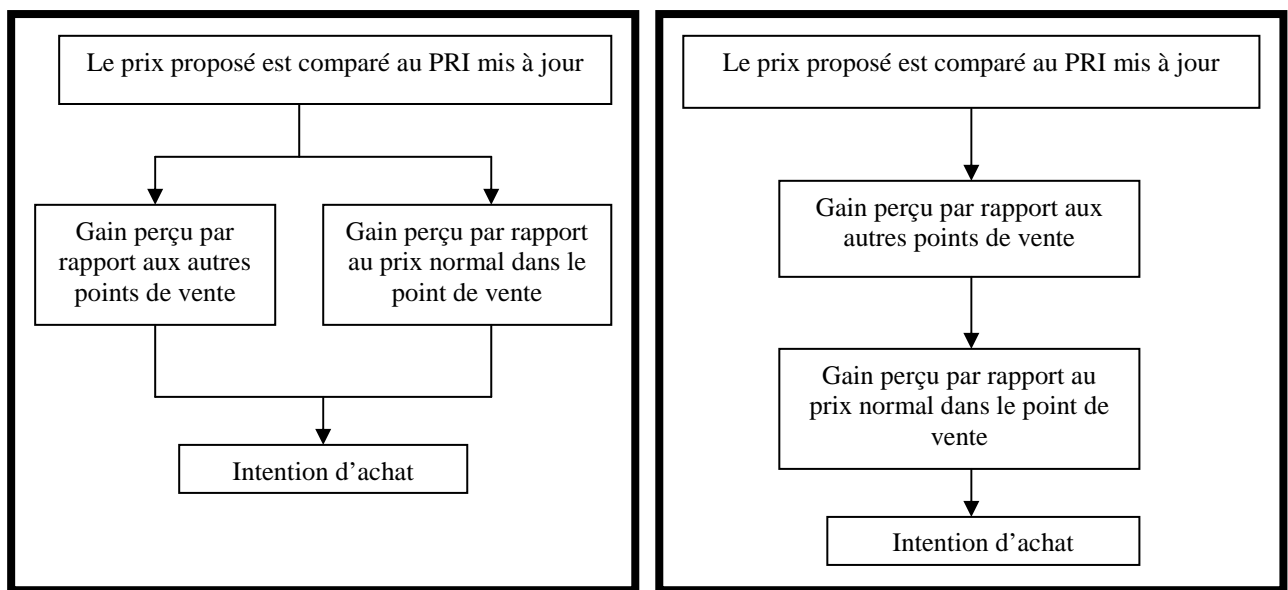 Le prix proposé est comparé au PRI mis à jour
Gain perçu par
rapport aux autres
points de vente
Gain perçu par rapport
au prix normal dans le
point de vente
Intention d’achat
Le prix proposé est comparé au PRI mis à jour
Gain perçu par rapport aux
autres points de vente
Gain perçu par rapport au
prix normal dans le point de
vente
Intention d’achat